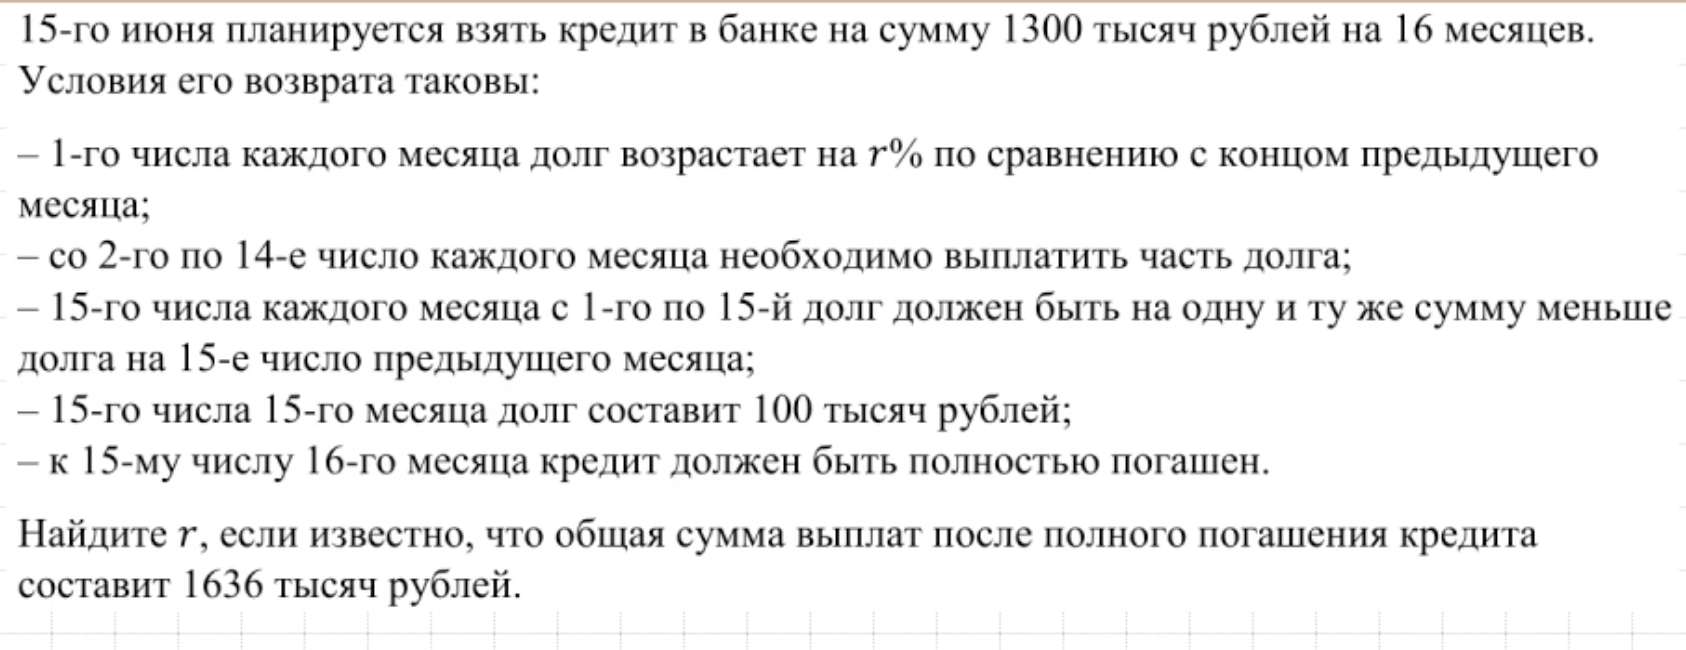 15-го июня планируется взять кредит в банке на сумму 1300 тысяч рублей на 16 месяцев.
Условия его возврата таковы:
– 1-го числа каждого месяца долг возрастает на r% по сравнению с концом предыдущего
месяца;
– со 2-го по 14-е число каждого месяца необходимо выплатить часть долга;
– 15-го числа каждого месяца с 1-го по 15-й долг должен быть на одну и ту же сумму меньше
долга на 15-е число предыдущего месяца;
– 15-го числа 15-го месяца долг составит 100 тысяч рублей;
– к 15-му числу 16-го месяца кредит должен быть полностью погашен.
Найдите r, если известно, что общая сумма выплат после полного погашения кредита
составит 1636 тысяч рублей.